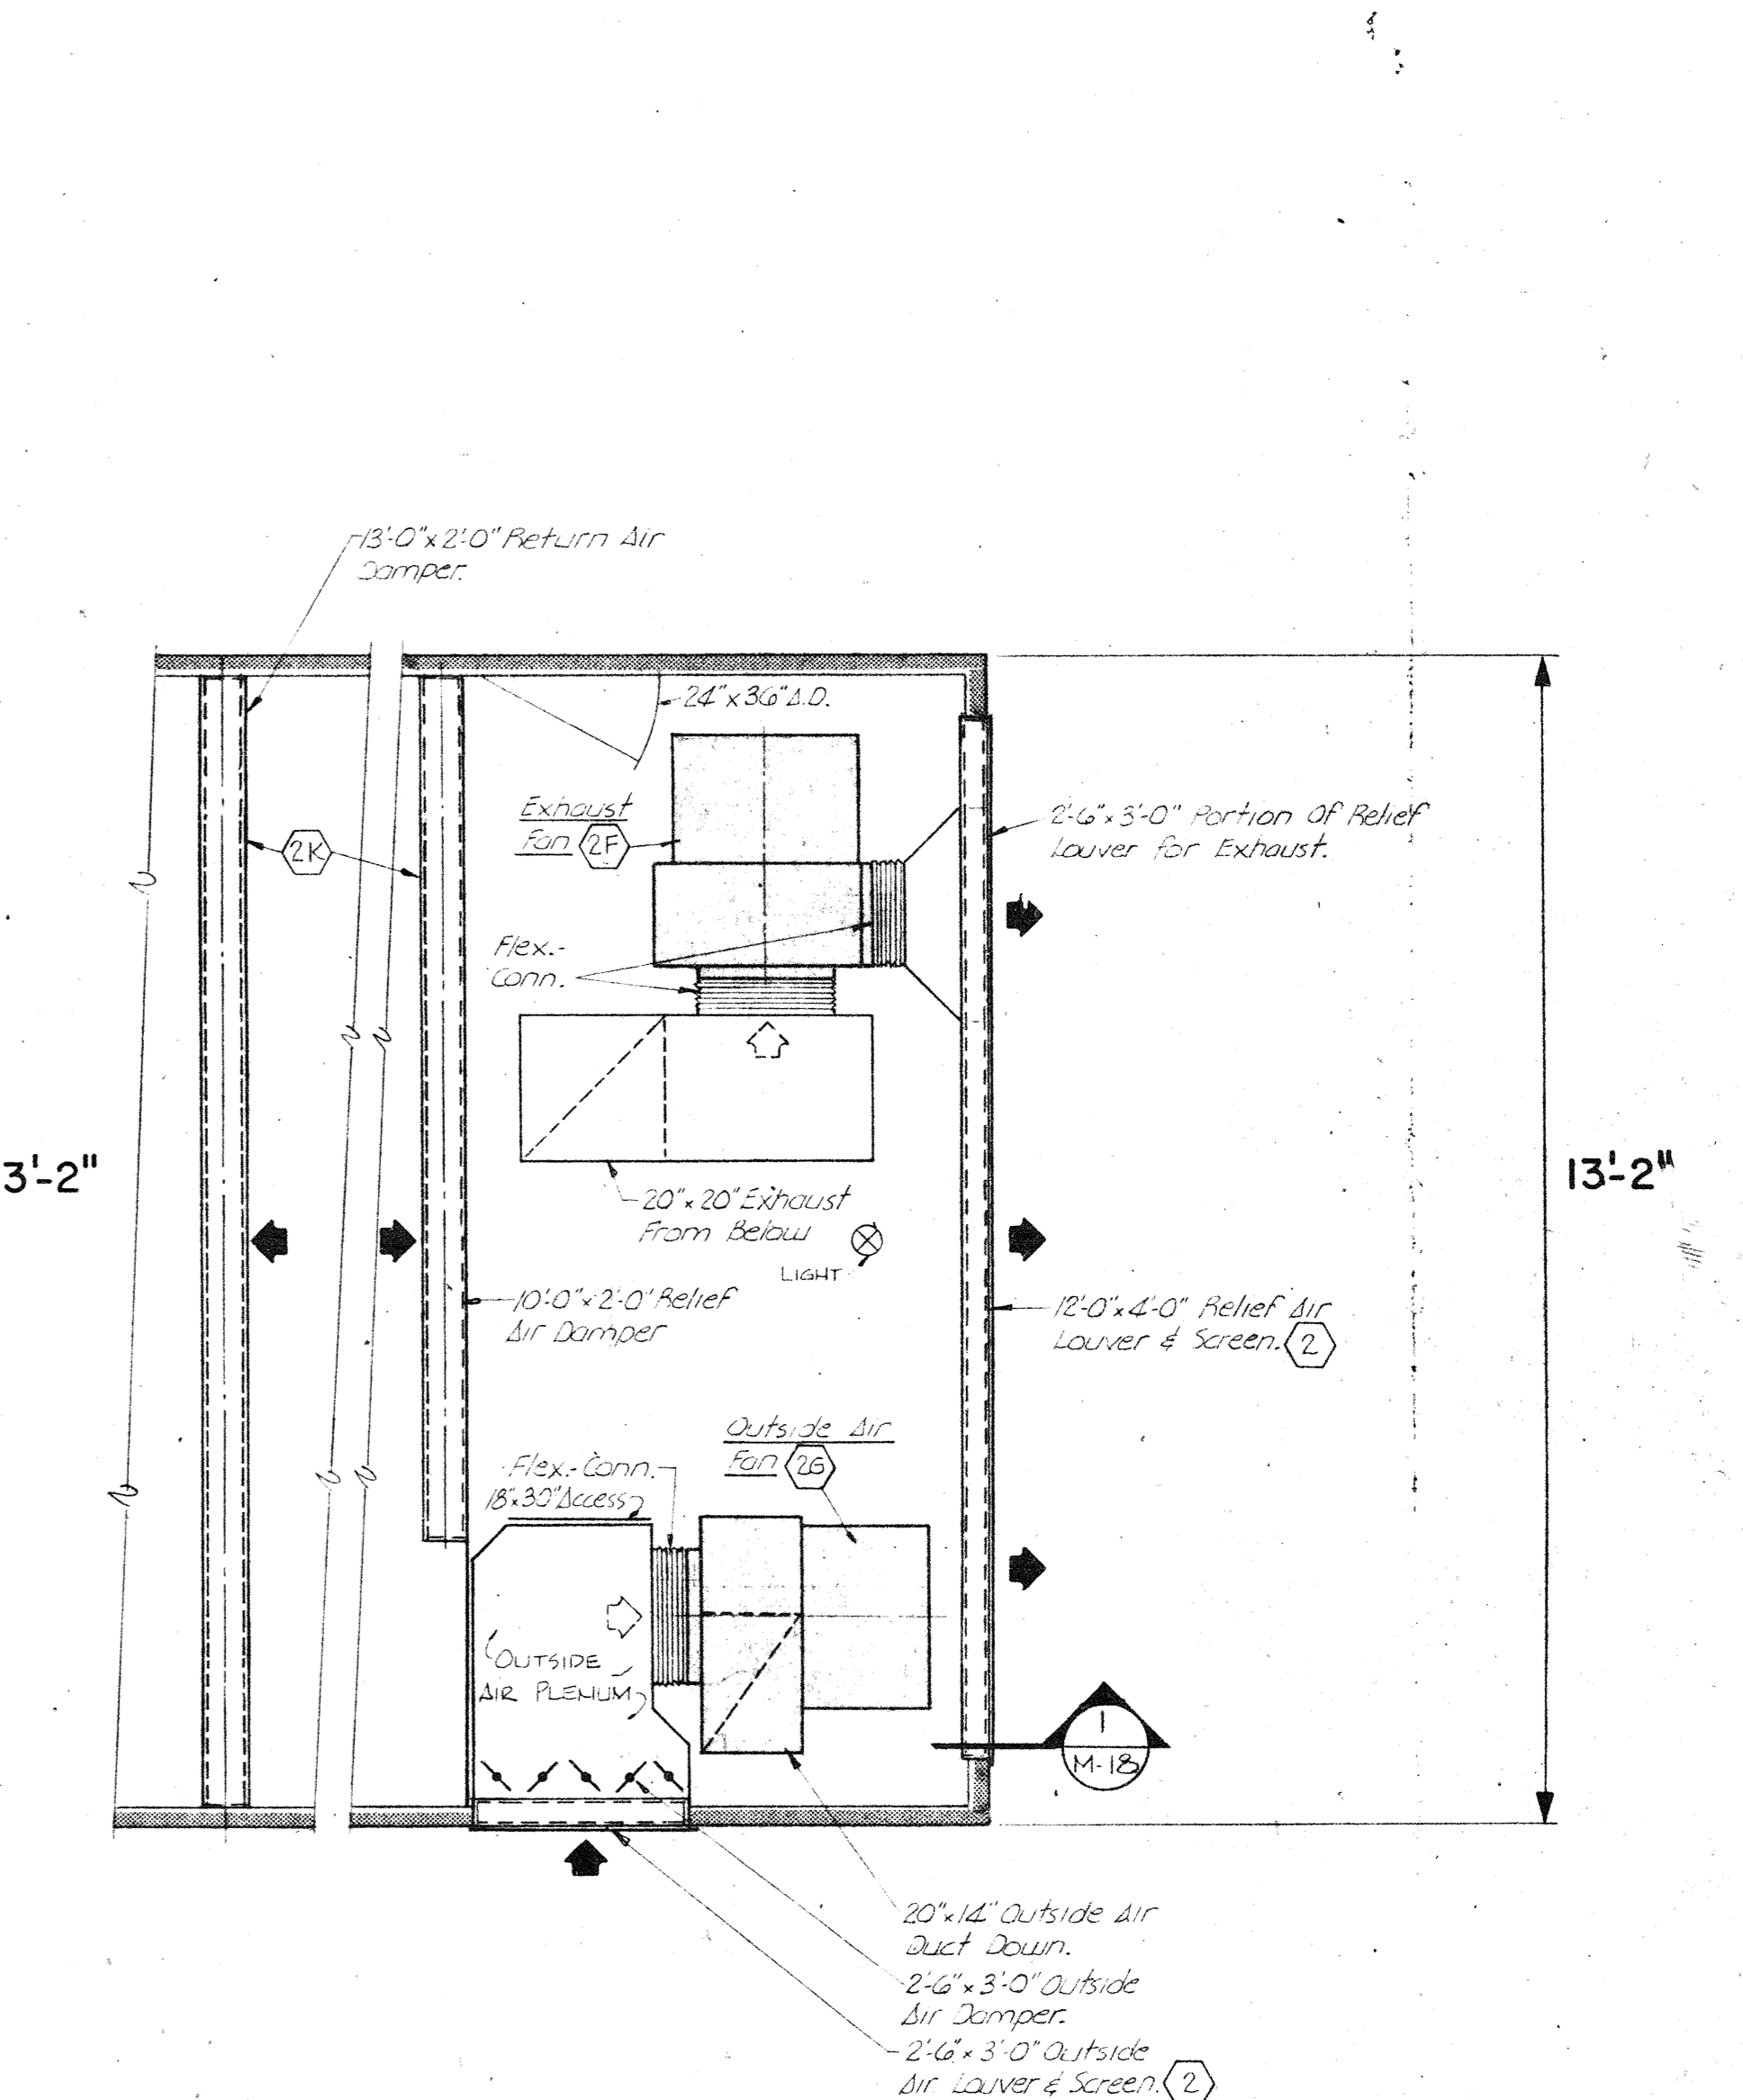 13'-0"x2'-0" Return Air
Damper.
24"x36" A.D.
Exhaust
Fan 2F
2'-6"x3'-0" Portion Of Relief
Louver for Exhaust.
2K
Flex.-
Conn.
3'-2"
13'-2"
20"x20" Exhaust
From Below
LIGHT
10'-0"x2'-0" Relief
Air Damper
12'-0"x4'-0" Relief Air
Louver & Screen. 2
Outside Air
Fan 2G
Flex.-Conn.
18"x30" Access
OUTSIDE
AIR PLENUM
1
M-18
20"x14" Outside Air
Duct Down.
2'-6"x3'-0" Outside
Air Damper.
2'-6"x3'-0" Outside
Air Louver & Screen. 2